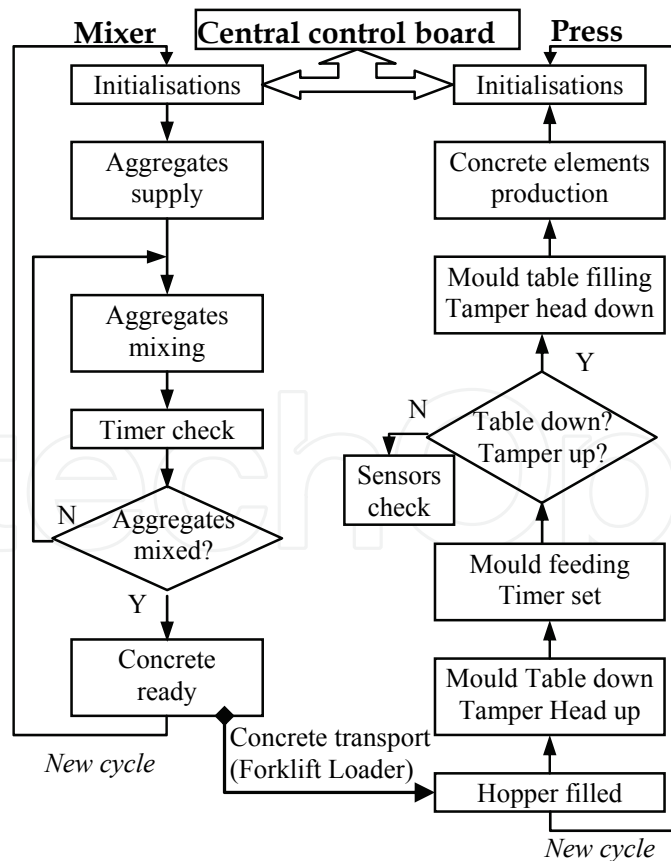 Mixer
Central control board
Press
Initialisations
Initialisations
Aggregates
supply
Concrete elements
production
Mould table filling
Tamper head down
Aggregates
mixing
Y
N
Table down?
Tamper up?
Timer check
Sensors
check
N
Aggregates
mixed?
Mould feeding
Timer set
Y
Concrete
ready
Mould Table down
Tamper Head up
Concrete transport
(Forklift Loader)
New cycle
Hopper filled
New cycle